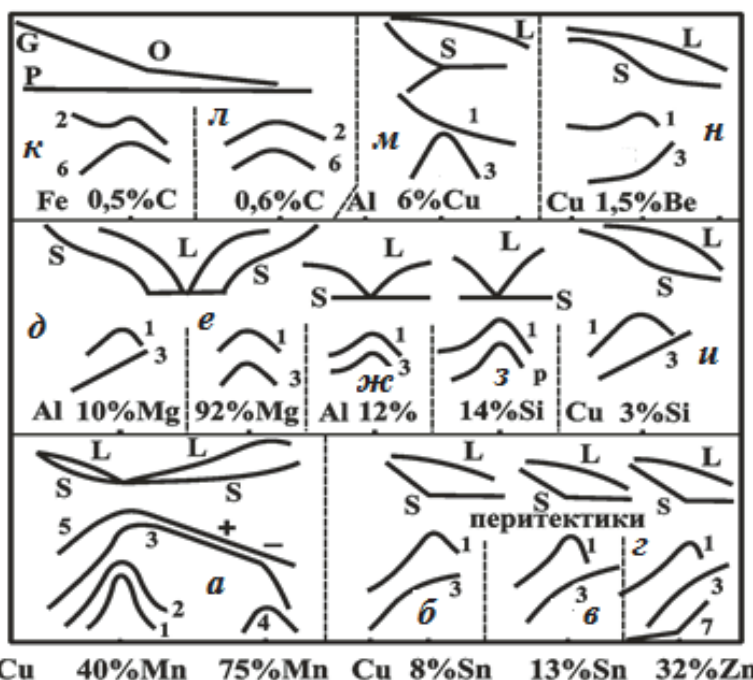 G O L L
P S S
2 л 2 1 1
к м н
6 6 3 3
Fe 0,5%C 0,6%C Al 6%Cu Cu 1,5%Be
S L S L L L
S S S
д 1 е 1 1 1 1
3 3 ж 3 з р 3 и
Al 10%Mg 92%Mg Al 12% 14%Si Cu 3%Si
L L L L L
S S S S S
перитектики
5 3 + − 1 1 г 1
а 3 б 3 в 3
2 1 4 7
Cu 40%Mn 75%Mn Cu 8%Sn 13%Sn 32%Zn